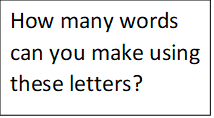 How many words
can you make using
these letters?